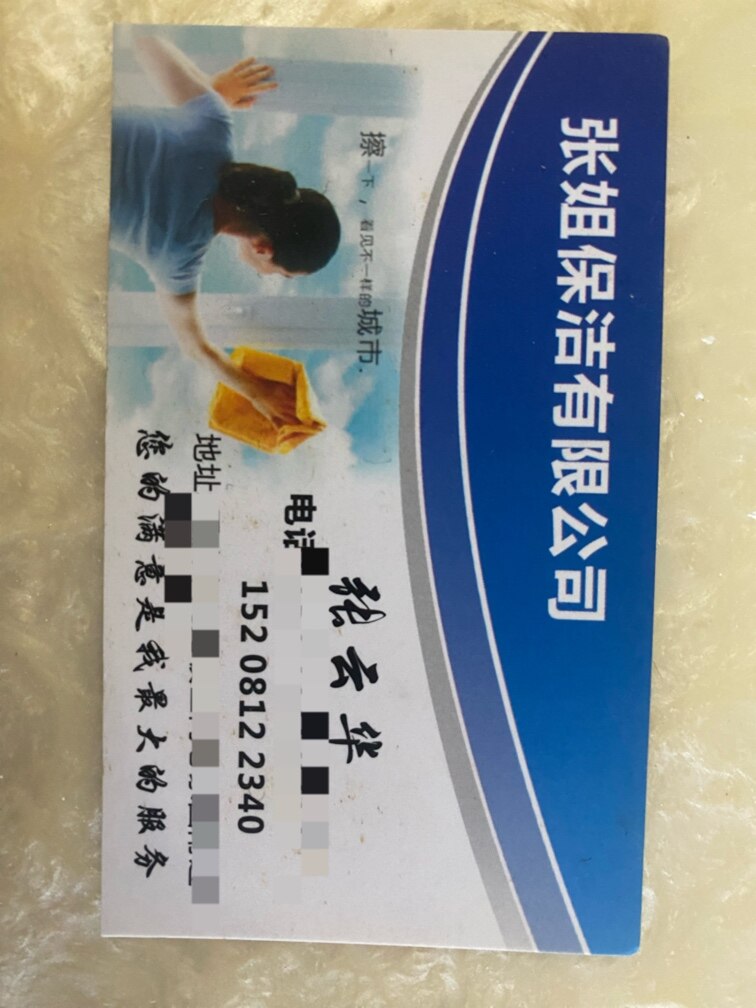 张姐保洁有限公司
擦一下，看见不一样的城市.
张云华
电话
152 0812 2340
地址
您的满意是我最大的服务